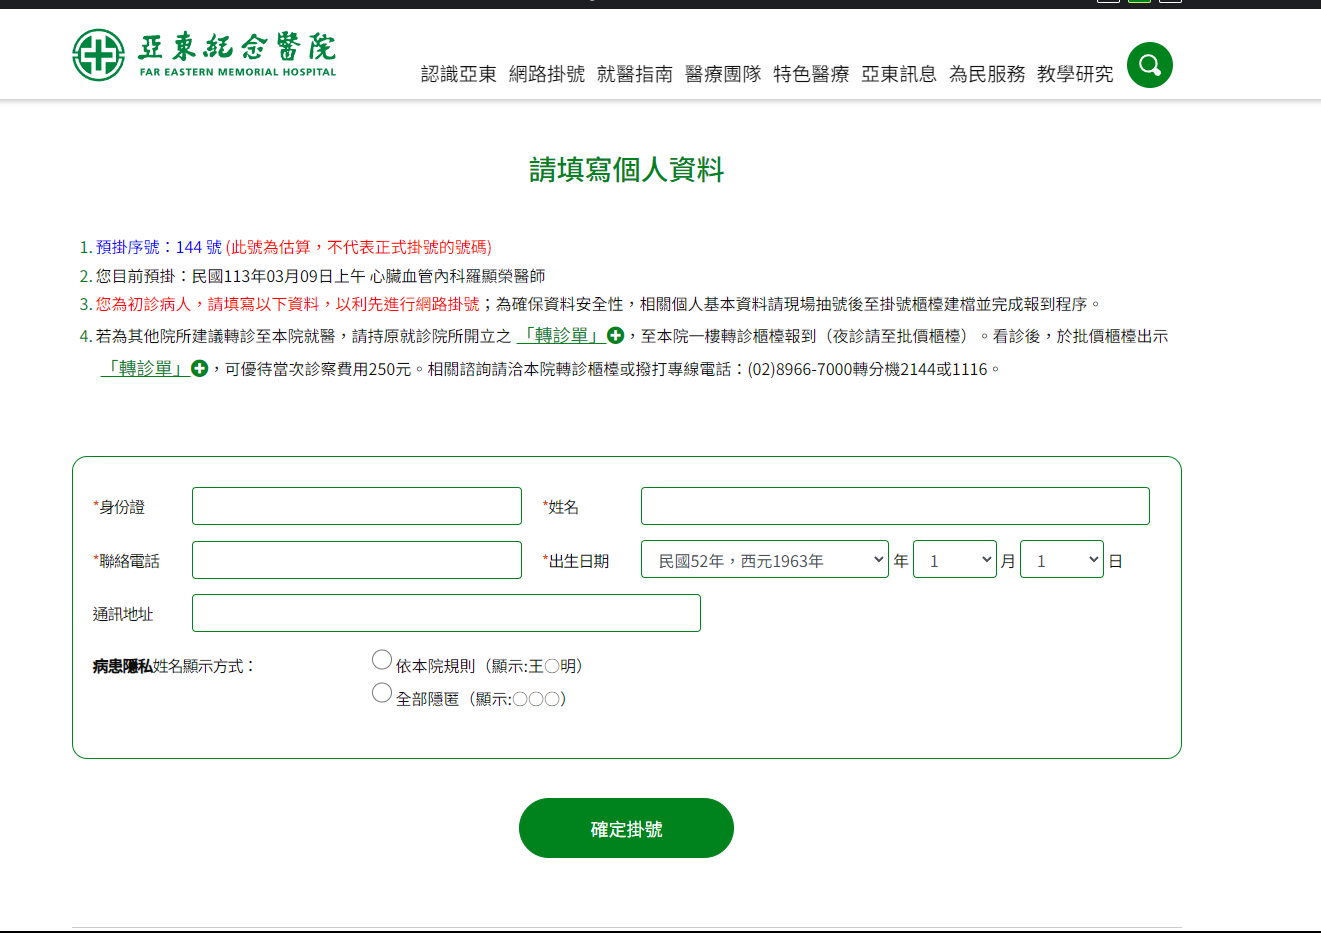 亞東紀念醫院
FAR EASTERN MEMORIAL HOSPITAL
認識亞東 網路掛號 就醫指南 醫療團隊 特色醫療 亞東訊息 為民服務 教學研究
請填寫個人資料
1. 預掛序號：144 號 (此號為估算，不代表正式掛號的號碼)
2. 您目前預掛：民國113年03月09日上午 心臟血管內科羅顯榮醫師
3. 您為初診病人，請填寫以下資料，以利先進行網路掛號；為確保資料安全性，相關個人基本資料請現場抽號後至掛號櫃檯建檔並完成報到程序。
4. 若為其他院所建議轉診至本院就醫，請持原就診院所開立之 「轉診單」，至本院一樓轉診櫃檯報到（夜診請至批價櫃檯）。看診後，於批價櫃檯出示
「轉診單」，可優待當次診察費用250元。相關諮詢請洽本院轉診櫃檯或撥打專線電話：(02)8966-7000轉分機2144或1116。
*身份證 *姓名
*聯絡電話 *出生日期 民國52年，西元1963年 年 1 月 1 日
通訊地址
病患隱私姓名顯示方式： 依本院規則（顯示:王〇明）
全部隱匿（顯示:〇〇〇）
確定掛號